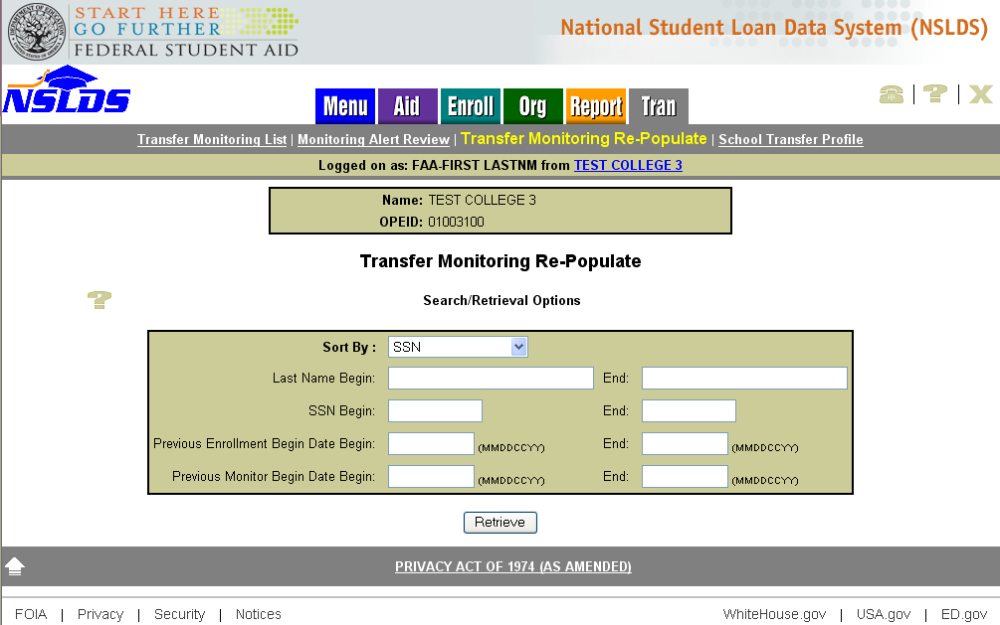 START HERE
GO FURTHER
FEDERAL STUDENT AID
National Student Loan Data System (NSLDS)
NSLDS
Menu Aid Enroll Org Report Tran
Transfer Monitoring List | Monitoring Alert Review | Transfer Monitoring Re-Populate | School Transfer Profile
Logged on as: FAA-FIRST LASTNM from TEST COLLEGE 3
Name: TEST COLLEGE 3
OPEID: 01003100
Transfer Monitoring Re-Populate
?
Search/Retrieval Options
Sort By : SSN
Last Name Begin: End:
SSN Begin: End:
Previous Enrollment Begin Date Begin: (MMDDCCYY) End: (MMDDCCYY)
Previous Monitor Begin Date Begin: (MMDDCCYY) End: (MMDDCCYY)
Retrieve
PRIVACY ACT OF 1974 (AS AMENDED)
FOIA | Privacy | Security | Notices WhiteHouse.gov | USA.gov | ED.gov